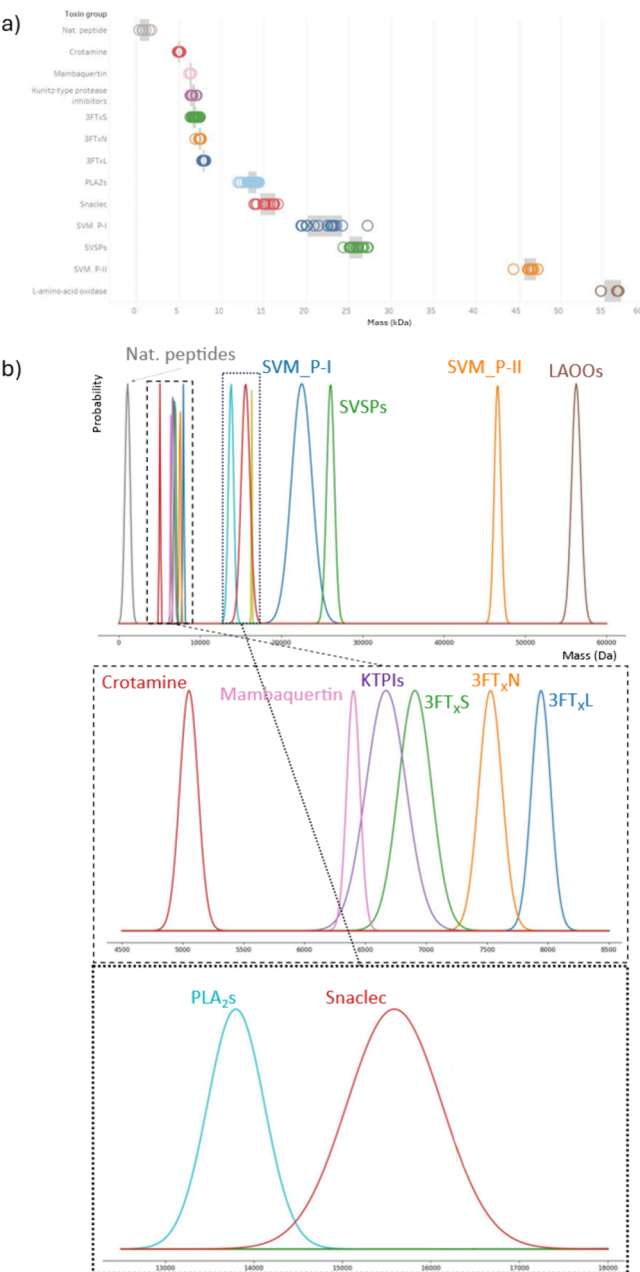 a)
Toxin group
Nat. peptide
Crotamine
Mambaquertin
Kunitz-type protease
inhibitors
3FTxS
3FTxN
3FTxL
PLA2s
Snaclec
SVM. P-I
SVSPs
SVM. P-II
L-amino-acid oxidase
0 5 10 15 20 25 30 35 40 45 50 55 60
Mass (kDa)
b)
Nat. peptides
SVM_P-I
SVM_P-II
LAOOs
SVSPs
Probability
0 10000 20000 30000 40000 50000 60000
Mass (Da)
Crotamine
Mambaquertin
KTPIs
3FTxS
3FTxN
3FTxL
4500 5000 5500 6000 6500 7000 7500 8000 8500
PLA₂s
Snaclec
13000 14000 15000 16000 17000 18000